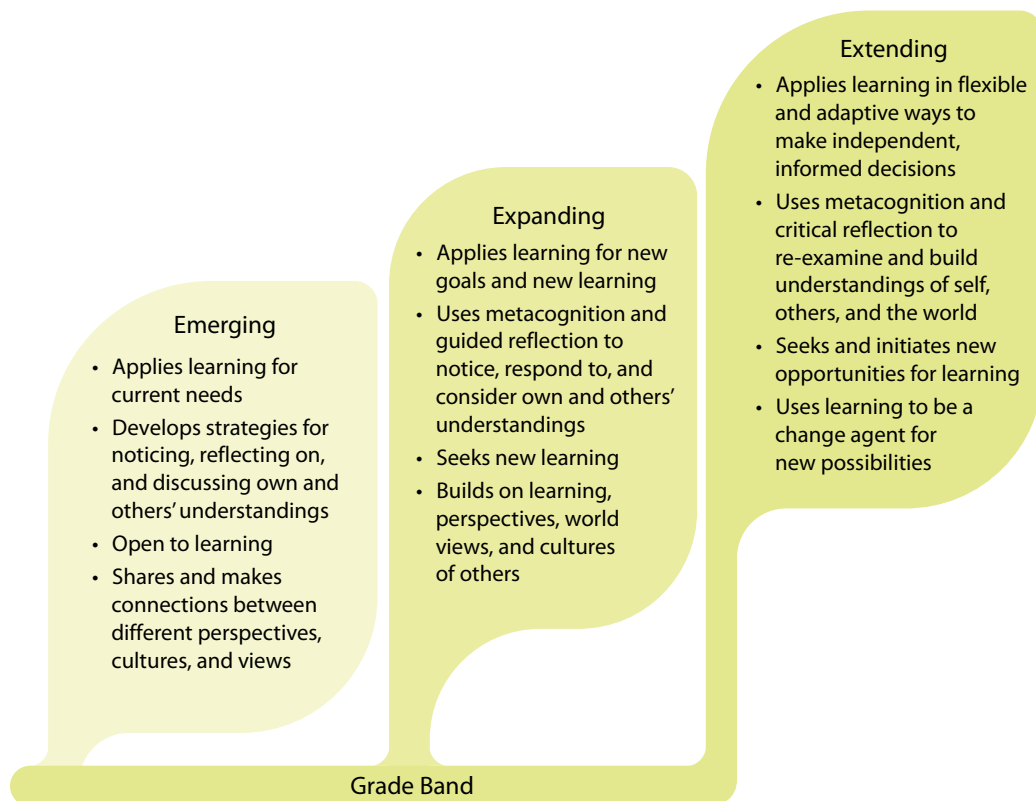 Emerging
• Applies learning for
current needs
• Develops strategies for
noticing, reflecting on,
and discussing own and
others’ understandings
• Open to learning
• Shares and makes
connections between
different perspectives,
cultures, and views
Expanding
• Applies learning for new
goals and new learning
• Uses metacognition and
guided reflection to
notice, respond to, and
consider own and others’
understandings
• Seeks new learning
• Builds on learning,
perspectives, world
views, and cultures
of others
Extending
• Applies learning in flexible
and adaptive ways to
make independent,
informed decisions
• Uses metacognition and
critical reflection to
re-examine and build
understandings of self,
others, and the world
• Seeks and initiates new
opportunities for learning
• Uses learning to be a
change agent for
new possibilities
Grade Band